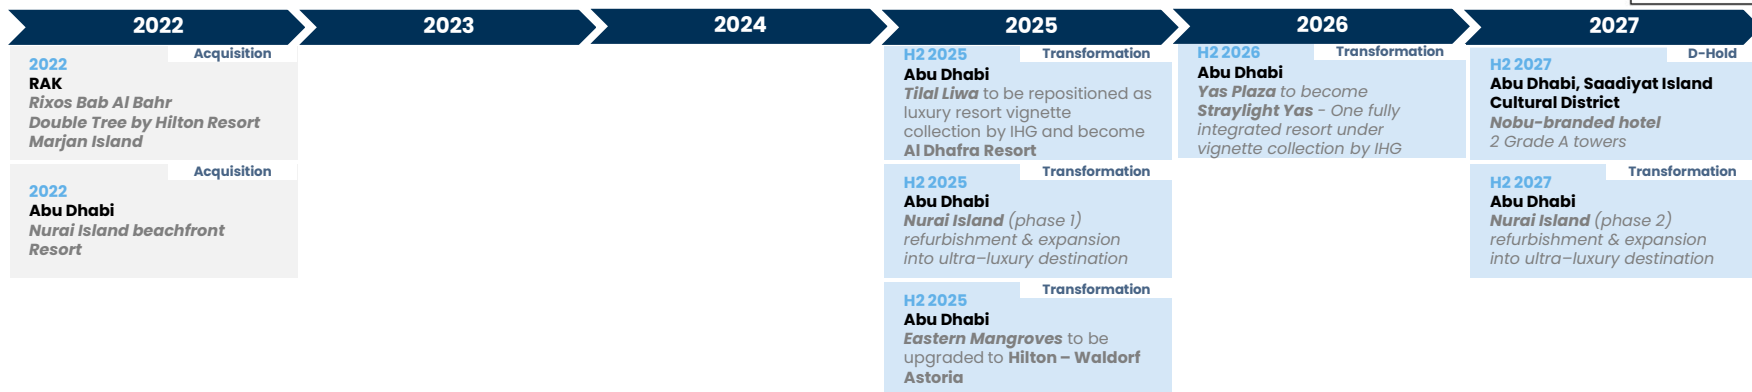 2022
2023
2024
2025
2026
2027
Acquisition
2022
RAK
Rixos Bab Al Bahr
Double Tree by Hilton Resort
Marjan Island
Acquisition
2022
Abu Dhabi
Nurai Island beachfront
Resort
H2 2025
Transformation
Abu Dhabi
Tilal Liwa to be repositioned as
luxury resort vignette
collection by IHG and become
Al Dhafra Resort
Transformation
H2 2025
Abu Dhabi
Nurai Island (phase 1)
refurbishment & expansion
into ultra–luxury destination
Transformation
H2 2025
Abu Dhabi
Eastern Mangroves to be
upgraded to Hilton – Waldorf
Astoria
H2 2026
Transformation
Abu Dhabi
Yas Plaza to become
Straylight Yas - One fully
integrated resort under
vignette collection by IHG
D-Hold
H2 2027
Abu Dhabi, Saadiyat Island
Cultural District
Nobu-branded hotel
2 Grade A towers
Transformation
H2 2027
Abu Dhabi
Nurai Island (phase 2)
refurbishment & expansion
into ultra–luxury destination